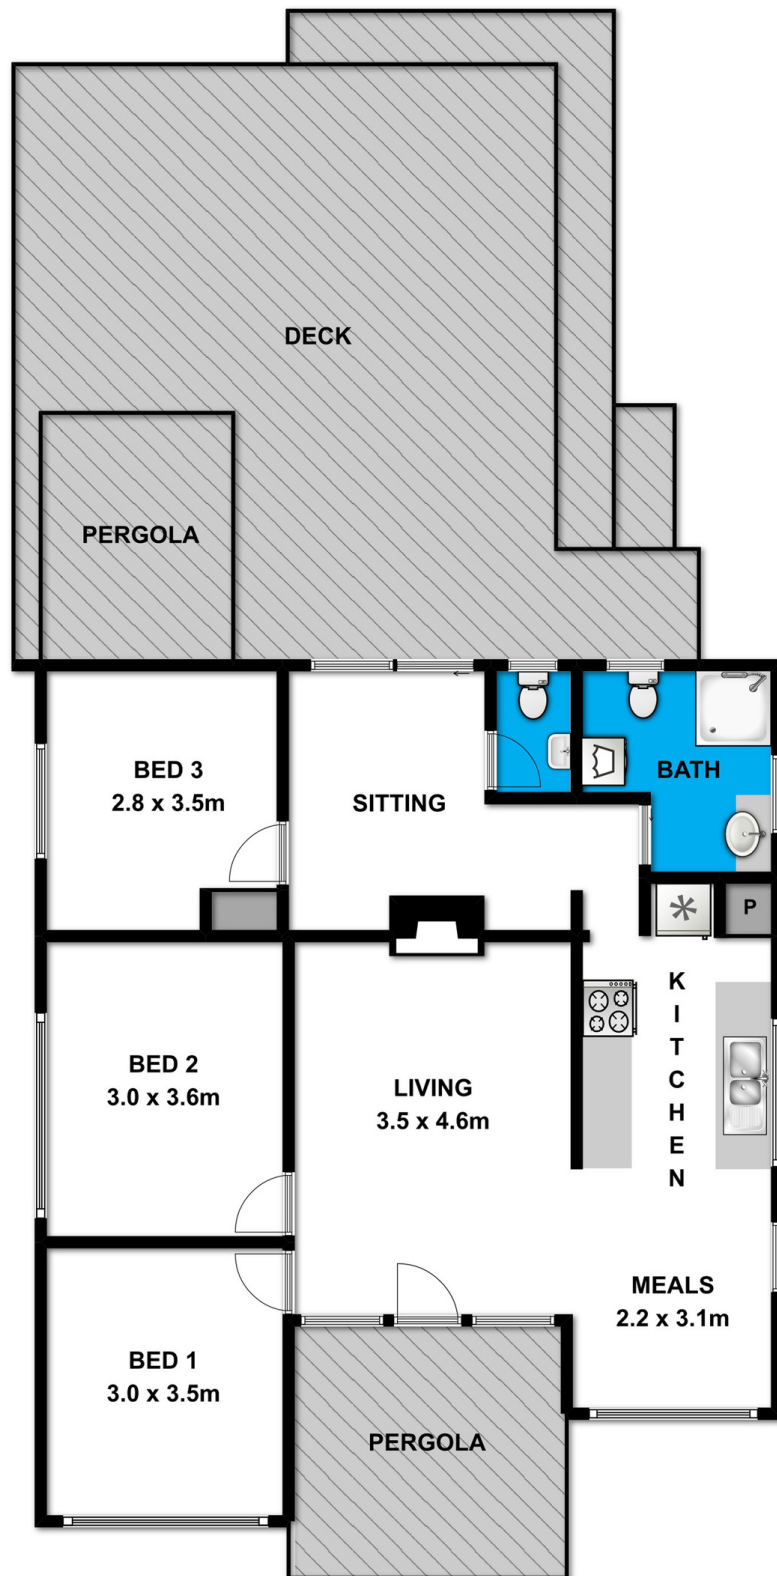 DECK
PERGOLA
BED 3
2.8 x 3.5m
SITTING
BATH
P
BED 2
3.0 x 3.6m
LIVING
3.5 x 4.6m
K
I
T
C
H
E
N
MEALS
2.2 x 3.1m
BED 1
3.0 x 3.5m
PERGOLA